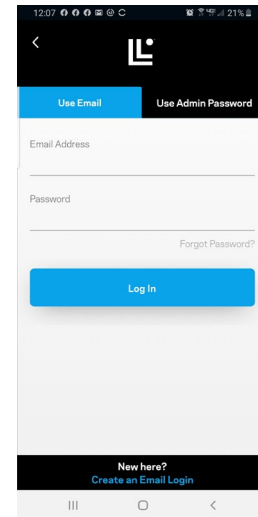 12:07
21%
Use Email
Use Admin Password
Email Address
Password
Forgot Password?
Log In
New here?
Create an Email Login